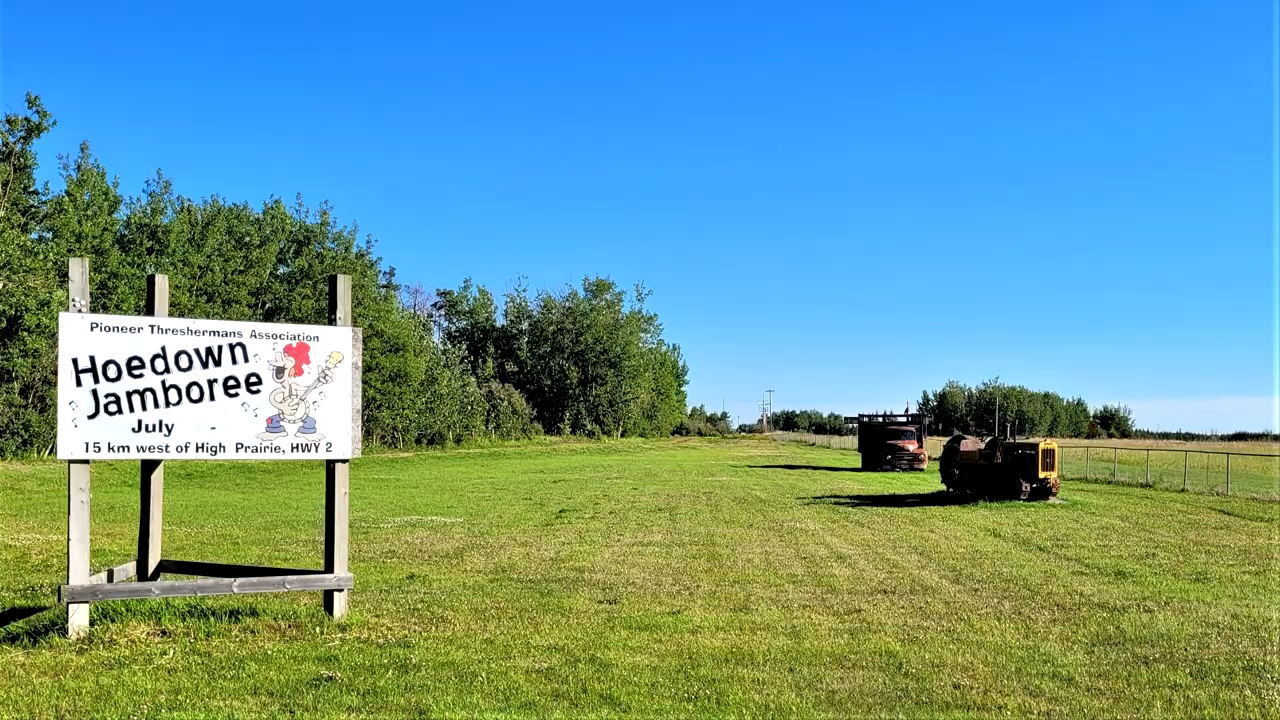 Pioneer Threshermans Association
Hoedown
Jamboree
July -
15 km west of High Prairie, HWY 2